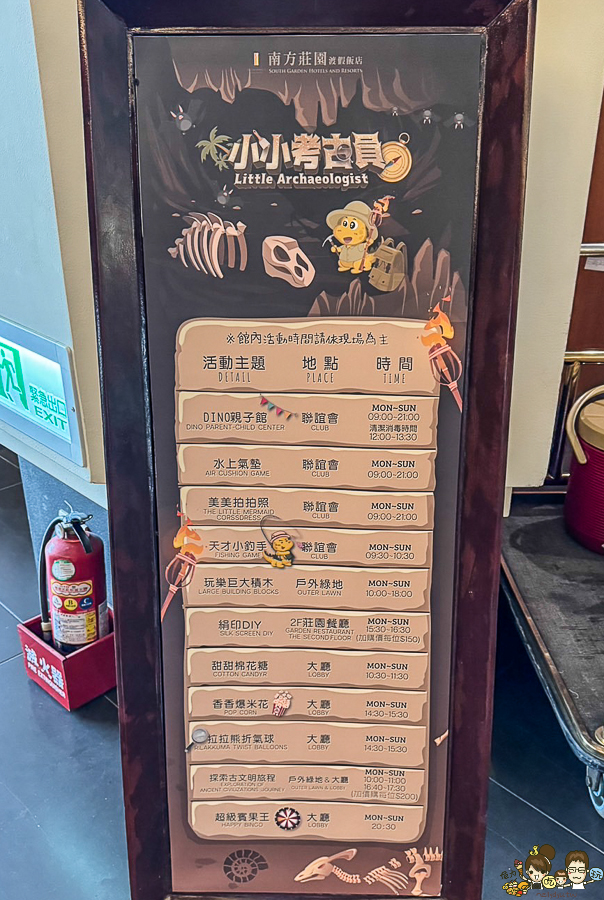 南方莊園渡假飯店
SOUTH GARDEN HOTELS AND RESORTS
小小考古員
Little Archaeologist
※館內活動時間請依現場為主
活動主題 地點 時間
DETAIL PLACE TIME
DINO親子館 聯誼會 MON~SUN
DINO PARENT-CHILD CENTER CLUB 09:00-21:00
清潔消毒時間
12:00-13:30
水上氣墊 聯誼會 MON~SUN
AIR CUSHION GAME CLUB 09:00-21:00
美美拍拍照 聯誼會 MON~SUN
THE LITTLE MERMAID CLUB 09:00-21:00
CORSSDRESS
天才小釣手 聯誼會 MON~SUN
FISHING GAME CLUB 09:30-10:30
玩樂巨大積木 戶外綠地 MON~SUN
LARGE BUILDING BLOCKS OUTER LAWN 10:00-18:00
絹印DIY 2F莊園餐廳 MON~SUN
SILK SCREEN DIY GARDEN RESTAURANT 15:30-16:30
THE SECOND FLOOR (加購價每位$150)
甜甜棉花糖 大廳 MON~SUN
COTTON CANDYR LOBBY 10:30-11:30
香香爆米花 大廳 MON~SUN
POP CORN LOBBY 14:30-15:30
拉拉熊折氣球 大廳 MON~SUN
RELAKKUMA TWIST BALLOONS LOBBY 14:30-15:30
探索古文明旅程 戶外綠地&大廳 MON~SUN
EXPLORATION OF OUTER LAWN & LOBBY 10:00-11:00
ANCIENT CIVILIZATIONS JOURNEY 16:40-17:30
(加價購每位$200)
超級賓果王 大廳 MON~SUN
HAPPY BINGO LOBBY 20:30
緊急出口
EXIT
滅火器